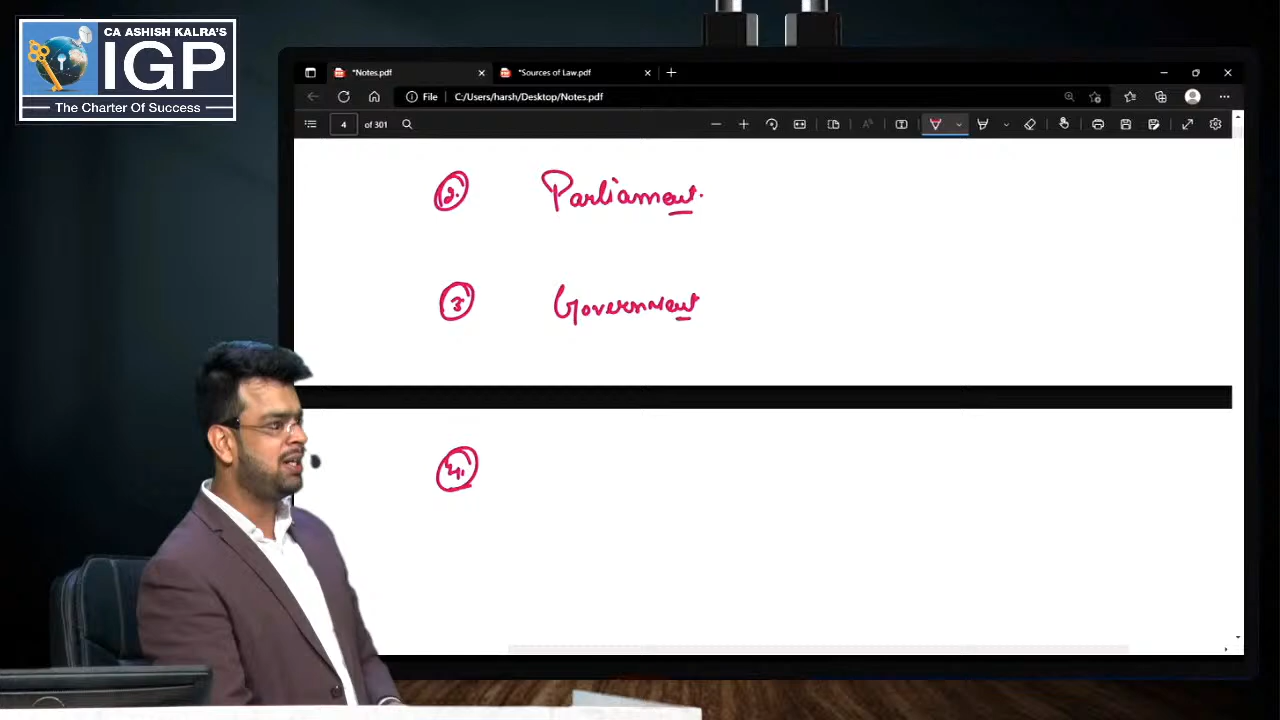 CA ASHISH KALRA'S
IGP
The Charter Of Success
*Notes.pdf
*Sources of Law.pdf
File
C:/Users/harsh/Desktop/Notes.pdf
4 of 301
2. Parliament.
3 Government
4.